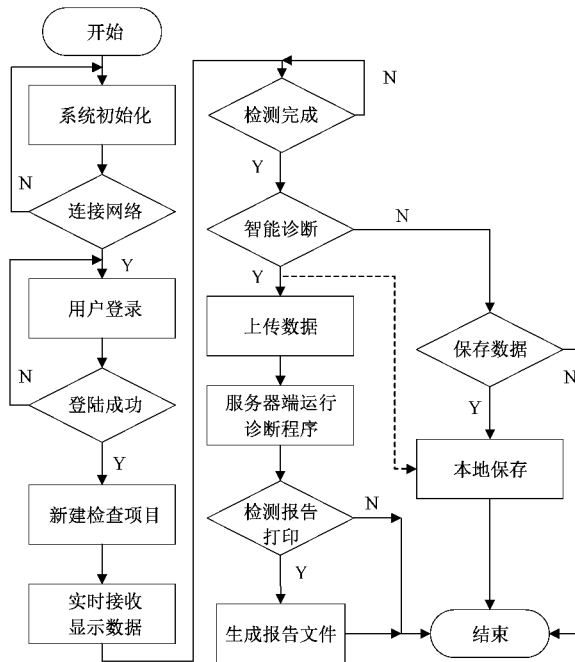 开始
系统初始化
N
连接网络
Y
用户登录
N
登陆成功
Y
新建检查项目
实时接收
显示数据
N
检测完成
Y
智能诊断
N
Y
上传数据
服务器端运行
诊断程序
检测报告
打印
N
Y
生成报告文件
保存数据
N
Y
本地保存
结束